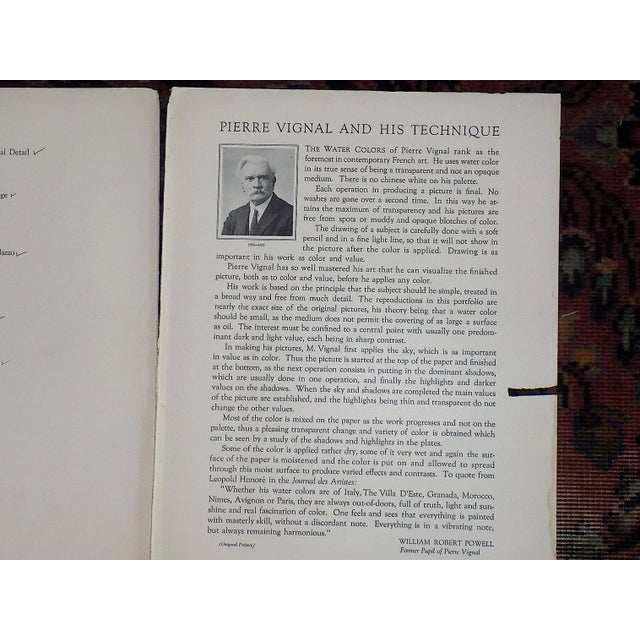 al Detail ✓
ge ✓
lazzo ✓
PIERRE VIGNAL AND HIS TECHNIQUE
THE WATER COLORS of Pierre Vignal rank as the
foremost in contemporary French art. He uses water color
in its true sense of being a transparent and not an opaque
medium. There is no chinese white on his palette.
Each operation in producing a picture is final. No
washes are gone over a second time. In this way he at-
tains the maximum of transparency and his pictures are
free from spots or muddy and opaque blotches of color.
The drawing of a subject is carefully done with a soft
pencil and in a fine light line, so that it will not show in
the picture after the color is applied. Drawing is as
important in his work as color and value.
Pierre Vignal has so well mastered his art that he can visualize the finished
picture, both as to color and value, before he applies any color.
His work is based on the principle that the subject should be simple, treated in
a broad way and free from much detail. The reproductions in this portfolio are
nearly the exact size of the original pictures, his theory being that a water color
should be small, as the medium does not permit the covering of as large a surface
as oil. The interest must be confined to a central point with usually one predom-
inant dark and light value, each being in sharp contrast.
In making his pictures, M. Vignal first applies the sky, which is as important
in value as in color. Thus the picture is started at the top of the paper and finished
at the bottom, as the next operation consists in putting in the dominant shadows,
which are usually done in one operation, and finally the highlights and darker
values on the shadows. When the sky and shadows are completed the main values
of the picture are established, and the highlights being thin and transparent do not
change the other values.
Most of the color is mixed on the paper as the work progresses and not on the
palette, thus a pleasing transparent change and variety of color is obtained which
can be seen by a study of the shadows and highlights in the plates.
Some of the color is applied rather dry, some of it very wet and again the sur-
face of the paper is moistened and the color is put on and allowed to spread
through this moist surface to produce varied effects and contrasts. To quote from
Leopold Honoré in the Journal des Artistes:
"Whether his water colors are of Italy, The Villa D'Este, Granada, Morocco,
Nimes, Avignon or Paris, they are always out-of-doors, full of truth, light and sun-
shine and real fascination of color. One feels and sees that everything is painted
with masterly skill, without a discordant note. Everything is in a vibrating note,
but always remaining harmonious."
WILLIAM ROBERT POWELL
(Original Preface) Former Pupil of Pierre Vignal